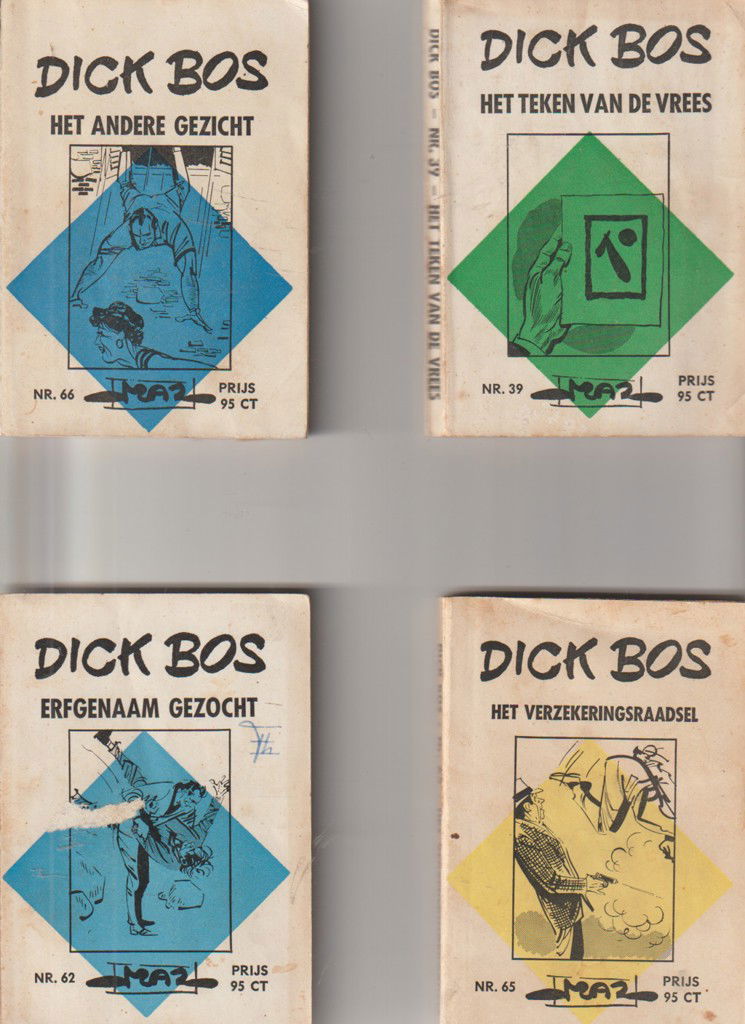 DICK BOS
HET ANDERE GEZICHT
NR. 66
MAZ
PRIJS
95 CT
DICK BOS – NR. 39 – HET TEKEN VAN DE VREES
DICK BOS
HET TEKEN VAN DE VREES
NR. 39
MAZ
PRIJS
95 CT
DICK BOS
ERFGENAAM GEZOCHT
NR. 62
MAZ
PRIJS
95 CT
DICK BOS
HET VERZEKERINGSRAADSEL
NR. 65
MAZ
PRIJS
95 CT